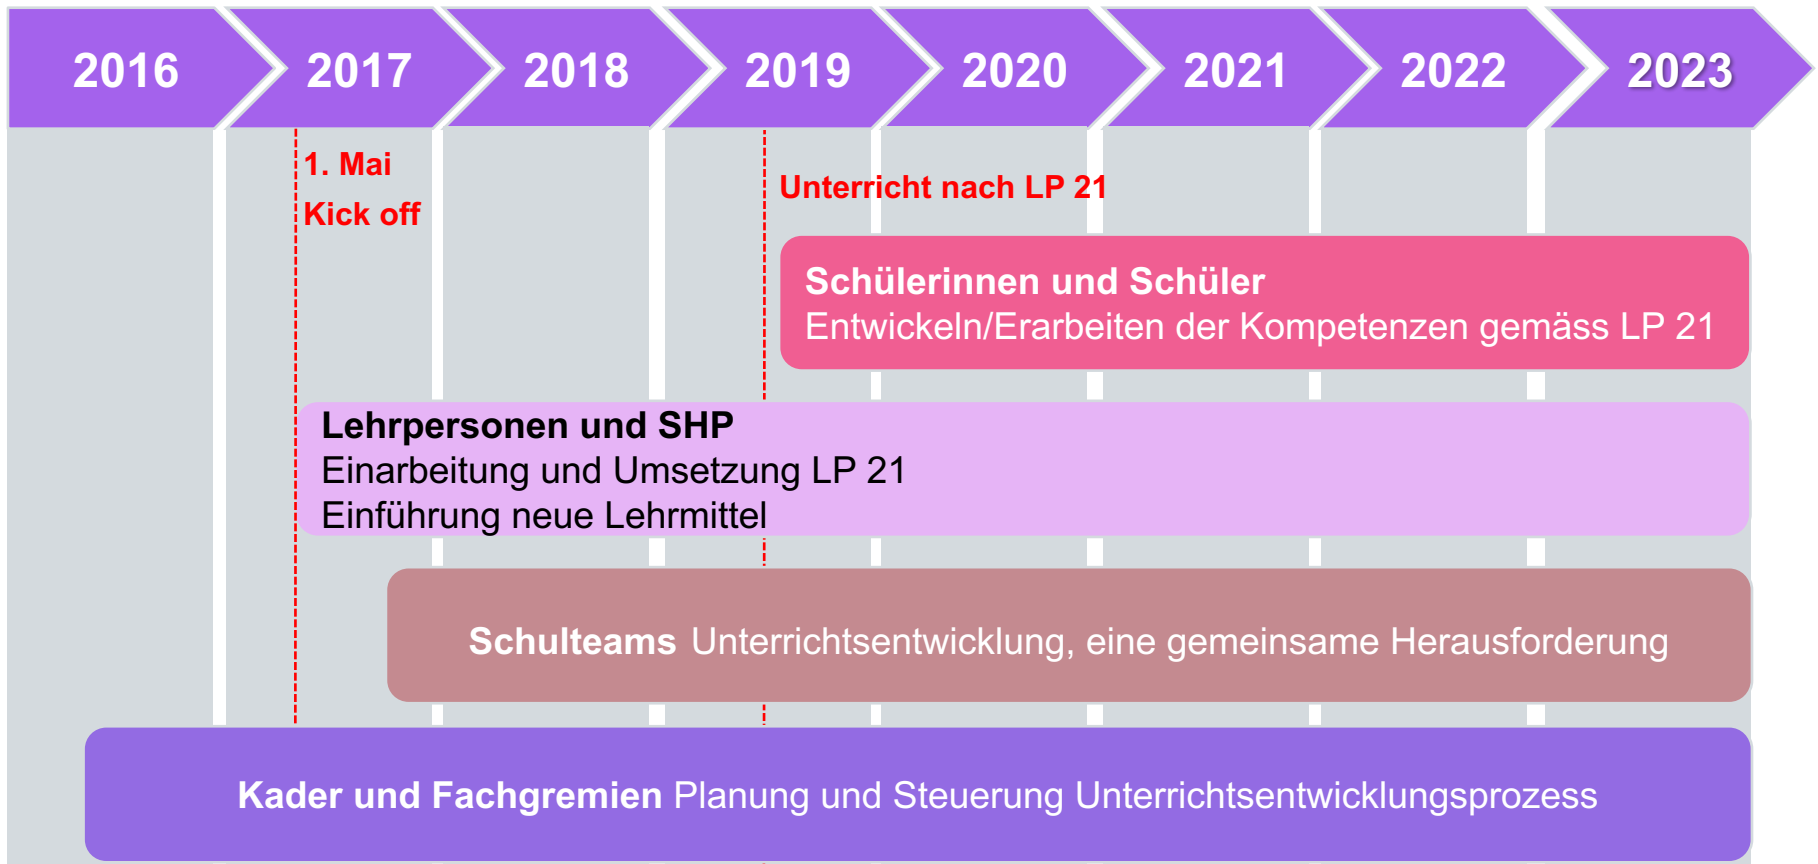 2016
2017
2018
2019
2020
2021
2022
2023
1. Mai
Kick off
Unterricht nach LP 21
Schülerinnen und Schüler
Entwickeln/Erarbeiten der Kompetenzen gemäss LP 21
Lehrpersonen und SHP
Einarbeitung und Umsetzung LP 21
Einführung neue Lehrmittel
Schulteams Unterrichtsentwicklung, eine gemeinsame Herausforderung
Kader und Fachgremien Planung und Steuerung Unterrichtsentwicklungsprozess